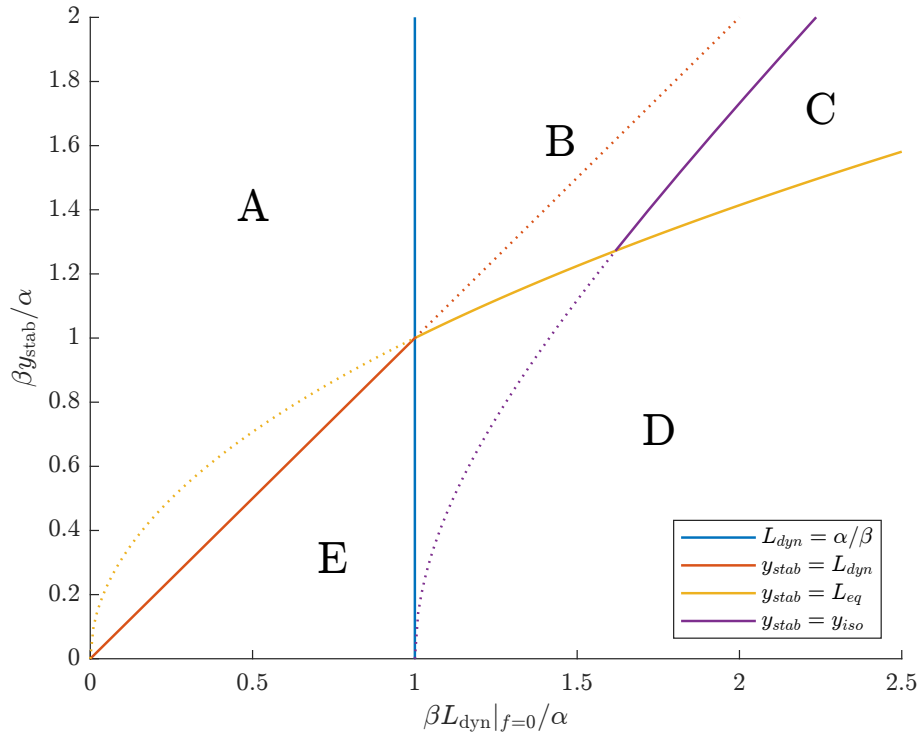 2
1.8
1.6
1.4
1.2
1
0.8
0.6
0.4
0.2
0
βy_stab/α
A
B
C
D
E
L_dyn = α/β
y_stab = L_dyn
y_stab = L_eq
y_stab = y_iso
0 0.5 1 1.5 2 2.5
βL_dyn|_f=0/α